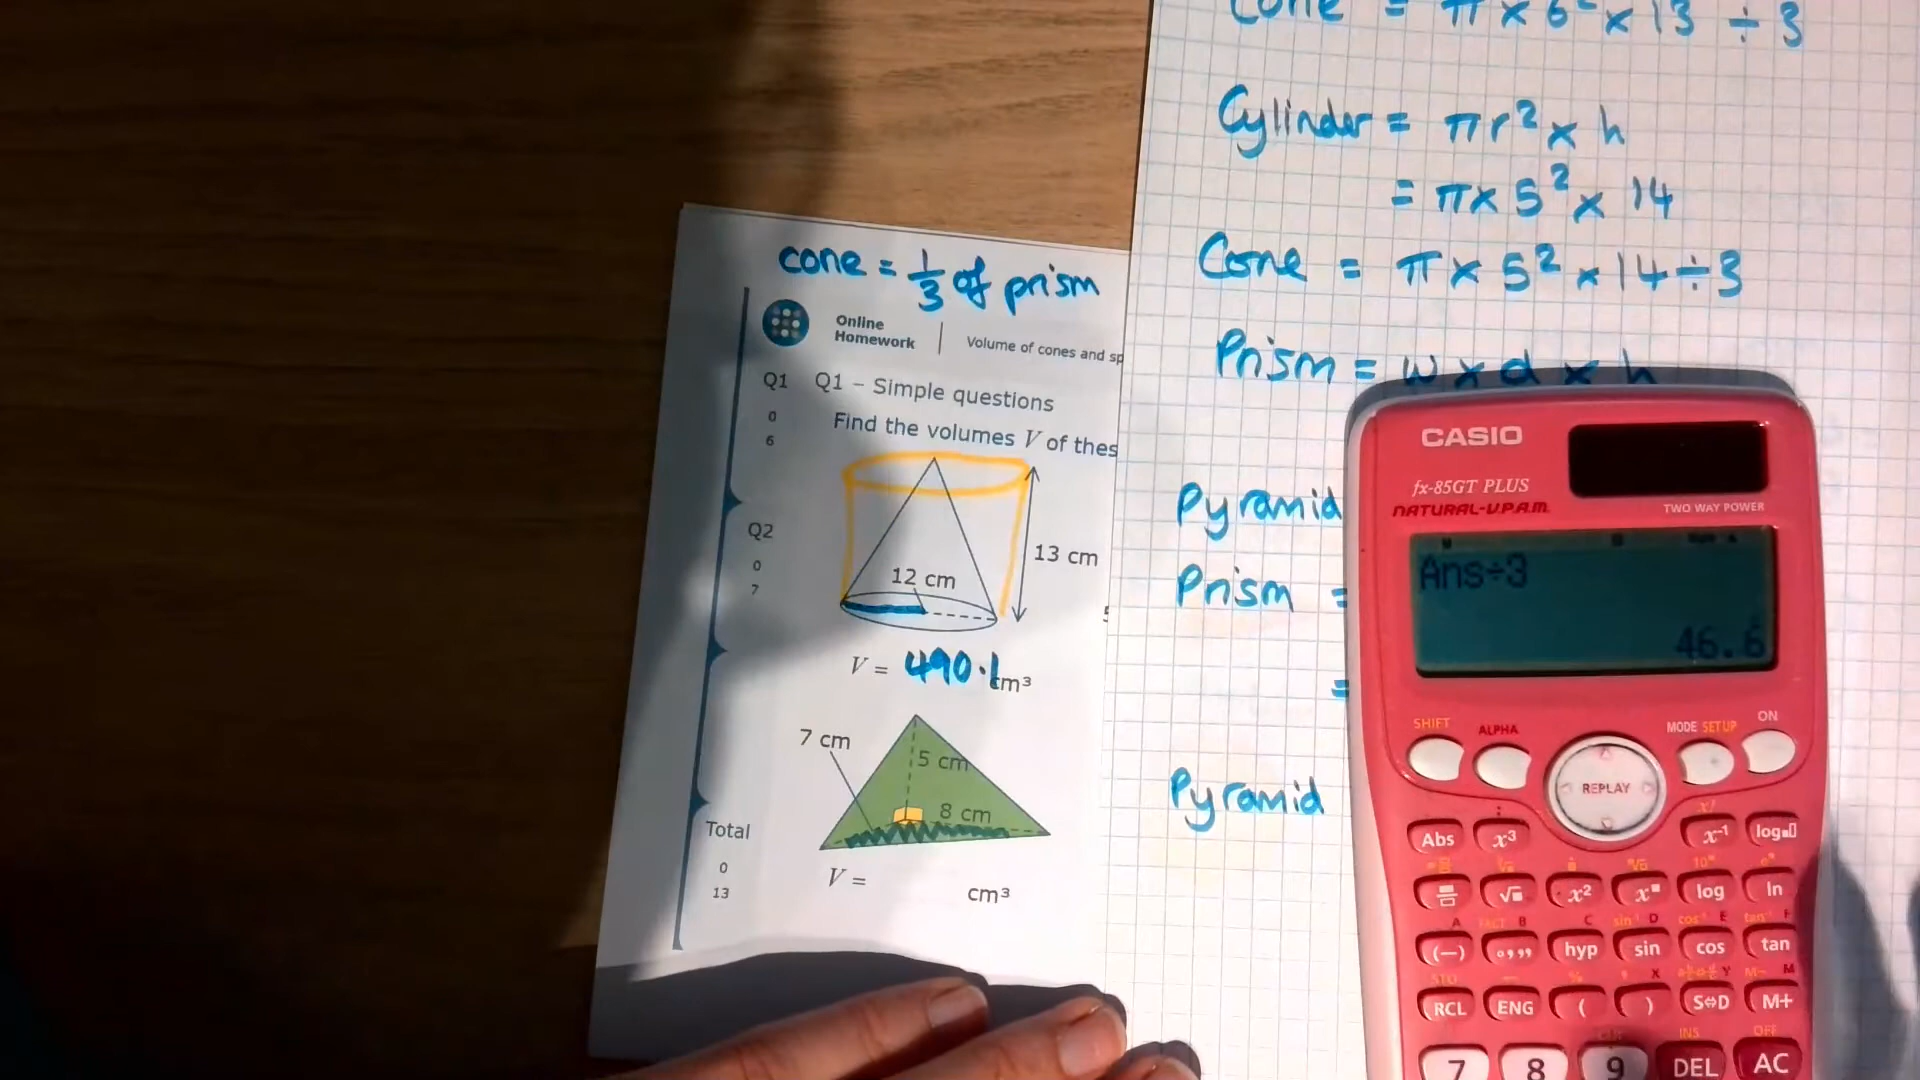 cone = 1/3 of prism
Online
Homework
Volume of cones and sp
Q1
0
6
Q1 – Simple questions
Find the volumes V of thes
13 cm
12 cm
V = 490.1 cm³
Q2
0
7
7 cm
5 cm
8 cm
V = cm³
Total
0
13
Cone = π x 6² x 13 ÷ 3
Cylinder = πr² x h
= π x 5² x 14
Cone = π x 5² x 14 ÷ 3
Prism = w x d x h
Pyramid
Prism =
=
Pyramid
CASIO
fx-85GT PLUS
NATURAL-V.P.A.M.
TWO WAY POWER
Ans÷3
46.6
SHIFT ALPHA MODE SETUP ON
REPLAY
Abs x³ x⁻¹ log
√ x² x log ln
(−) hyp sin cos tan
RCL ENG ( ) S⇔D M+
7 8 9 DEL AC